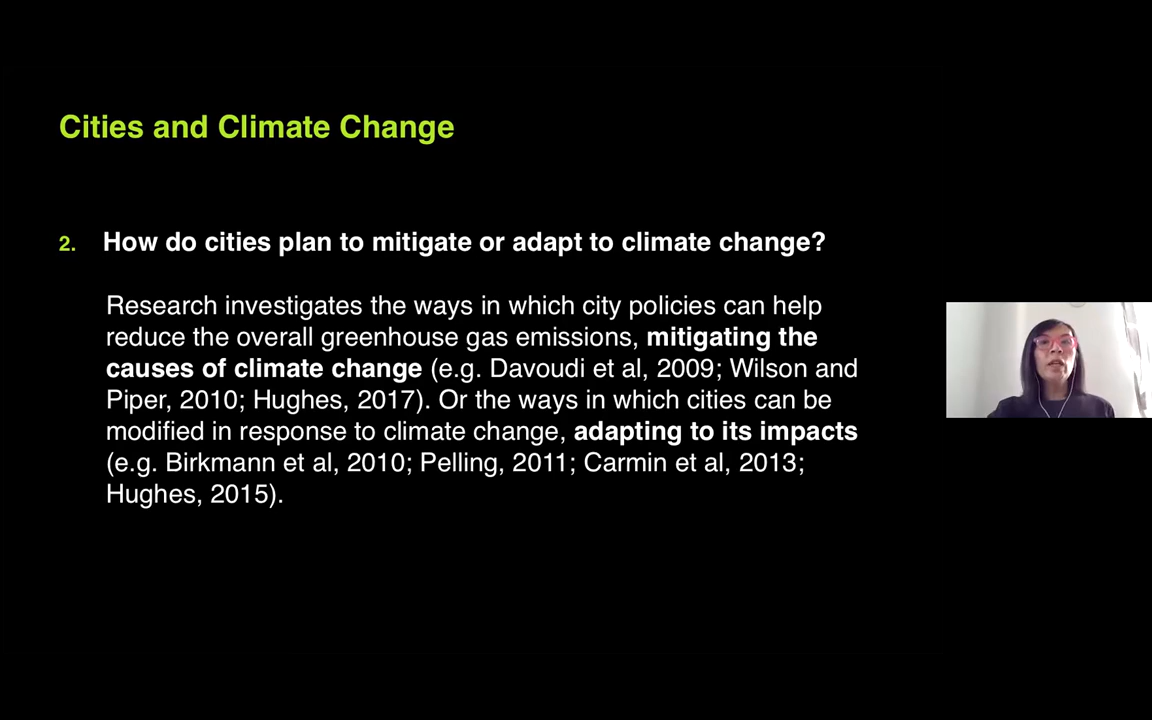 Cities and Climate Change
2. How do cities plan to mitigate or adapt to climate change?
Research investigates the ways in which city policies can help
reduce the overall greenhouse gas emissions, mitigating the
causes of climate change (e.g. Davoudi et al, 2009; Wilson and
Piper, 2010; Hughes, 2017). Or the ways in which cities can be
modified in response to climate change, adapting to its impacts
(e.g. Birkmann et al, 2010; Pelling, 2011; Carmin et al, 2013;
Hughes, 2015).